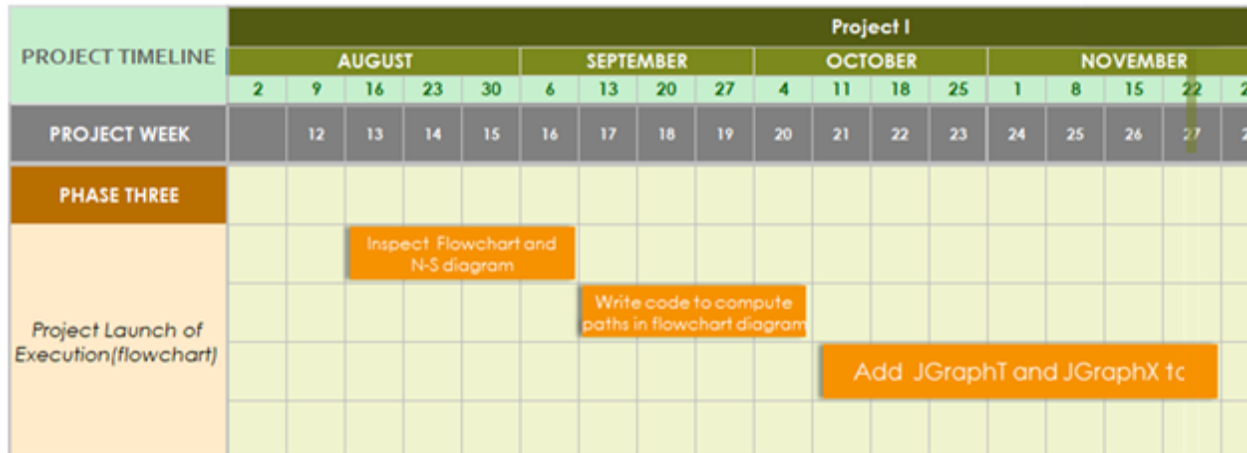 Project I
PROJECT TIMELINE
AUGUST SEPTEMBER OCTOBER NOVEMBER
2 9 16 23 30 6 13 20 27 4 11 18 25 1 8 15 22 2
PROJECT WEEK 12 13 14 15 16 17 18 19 20 21 22 23 24 25 26 27 2
PHASE THREE
Inspect Flowchart and
N-S diagram
Write code to compute
paths in flowchart diagram
Project Launch of
Execution(flowchart)
Add JGraphT and JGraphX to